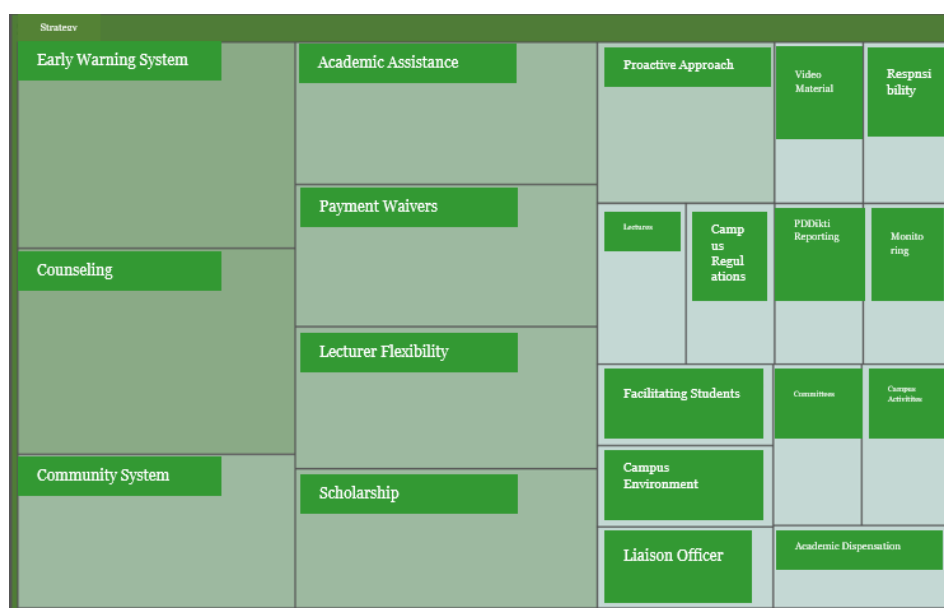 Strategy
Early Warning System
Academic Assistance
Proactive Approach
Video
Material
Respnsi
bility
Payment Waivers
Counseling
Lectures
Camp
us
Regul
ations
PDDikti
Reporting
Monito
ring
Lecturer Flexibility
Facilitating Students
Committees
Campus
Activitites
Community System
Scholarship
Campus
Environment
Liaison Officer
Academic Dispensation